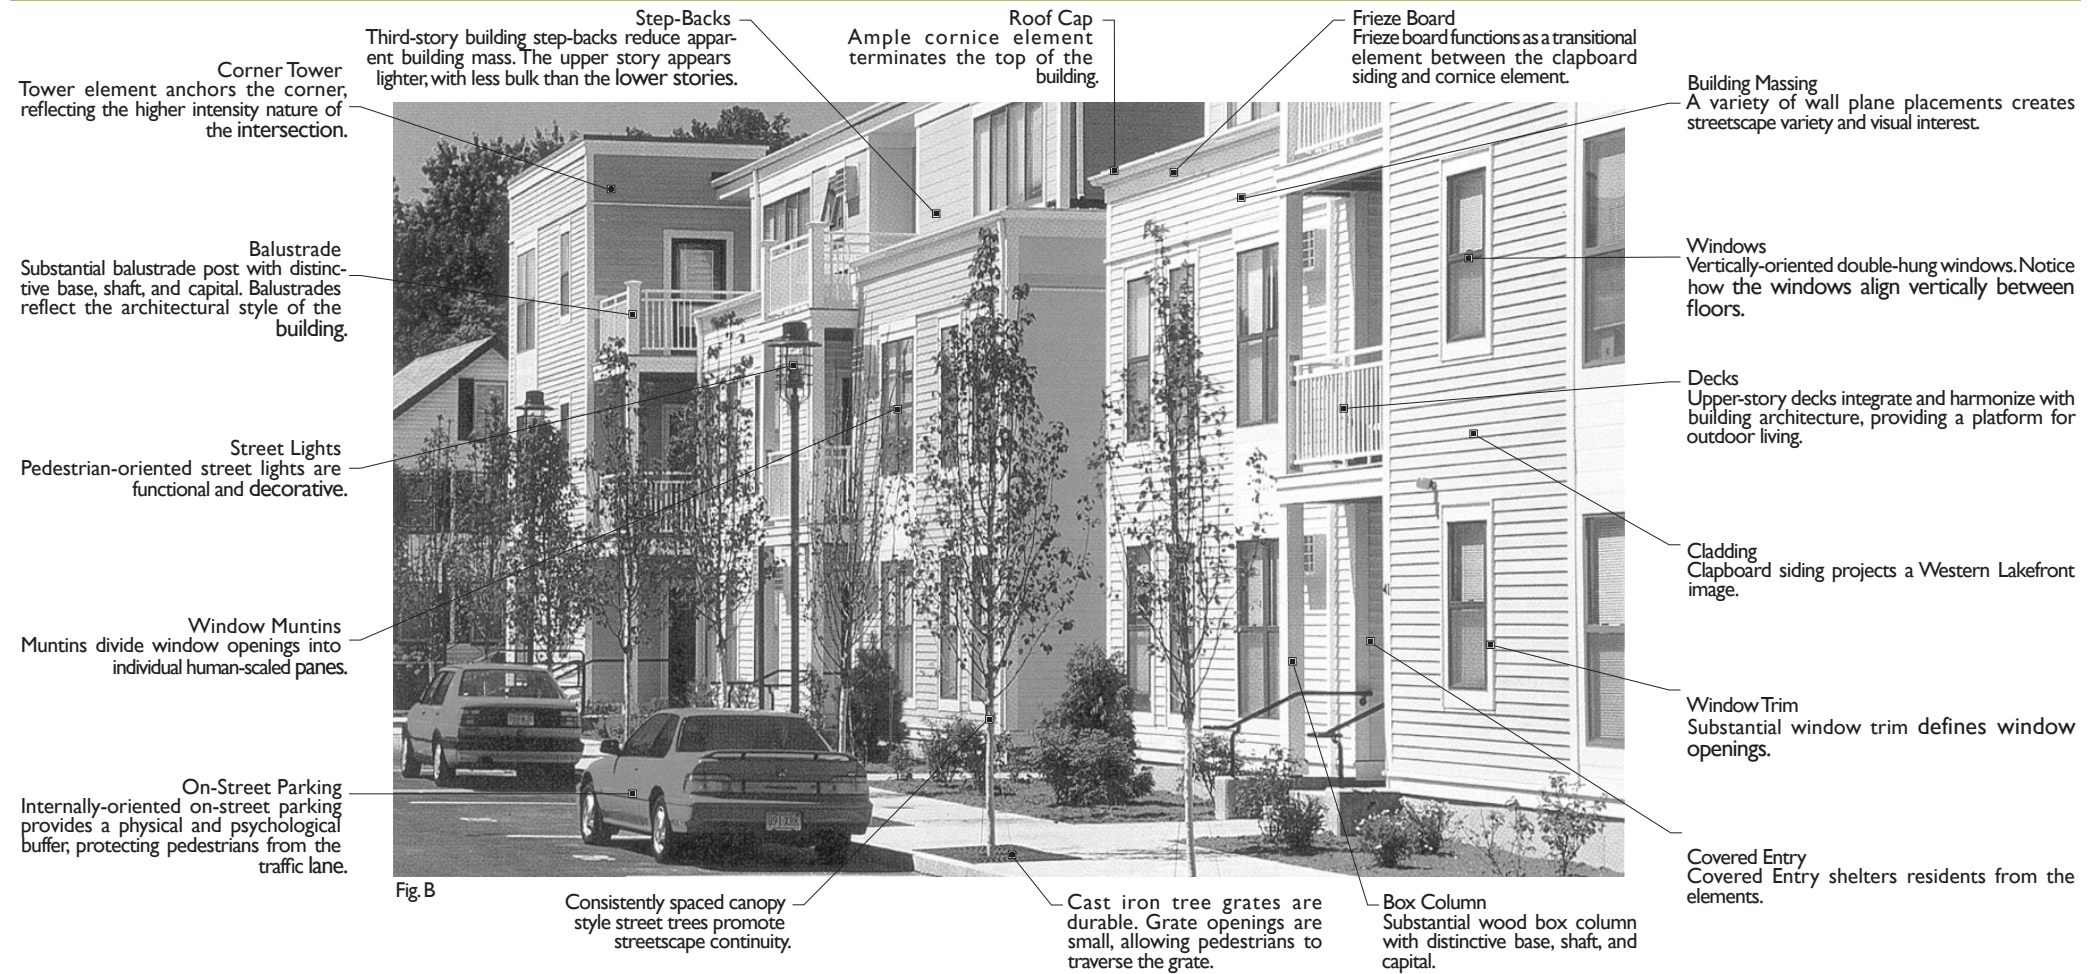 Step-Backs
Third-story building step-backs reduce appar-
ent building mass. The upper story appears
lighter, with less bulk than the lower stories.
Roof Cap
Ample cornice element
terminates the top of the
building.
Frieze Board
Frieze board functions as a transitional
element between the clapboard
siding and cornice element.
Corner Tower
Tower element anchors the corner,
reflecting the higher intensity nature of
the intersection.
Building Massing
A variety of wall plane placements creates
streetscape variety and visual interest.
Balustrade
Substantial balustrade post with distinc-
tive base, shaft, and capital. Balustrades
reflect the architectural style of the
building.
Windows
Vertically-oriented double-hung windows. Notice
how the windows align vertically between
floors.
Decks
Upper-story decks integrate and harmonize with
building architecture, providing a platform for
outdoor living.
Street Lights
Pedestrian-oriented street lights are
functional and decorative.
Cladding
Clapboard siding projects a Western Lakefront
image.
Window Muntins
Muntins divide window openings into
individual human-scaled panes.
Window Trim
Substantial window trim defines window
openings.
On-Street Parking
Internally-oriented on-street parking
provides a physical and psychological
buffer, protecting pedestrians from the
traffic lane.
Covered Entry
Covered Entry shelters residents from the
elements.
Fig. B
Consistently spaced canopy
style street trees promote
streetscape continuity.
Cast iron tree grates are
durable. Grate openings are
small, allowing pedestrians to
traverse the grate.
Box Column
Substantial wood box column
with distinctive base, shaft, and
capital.